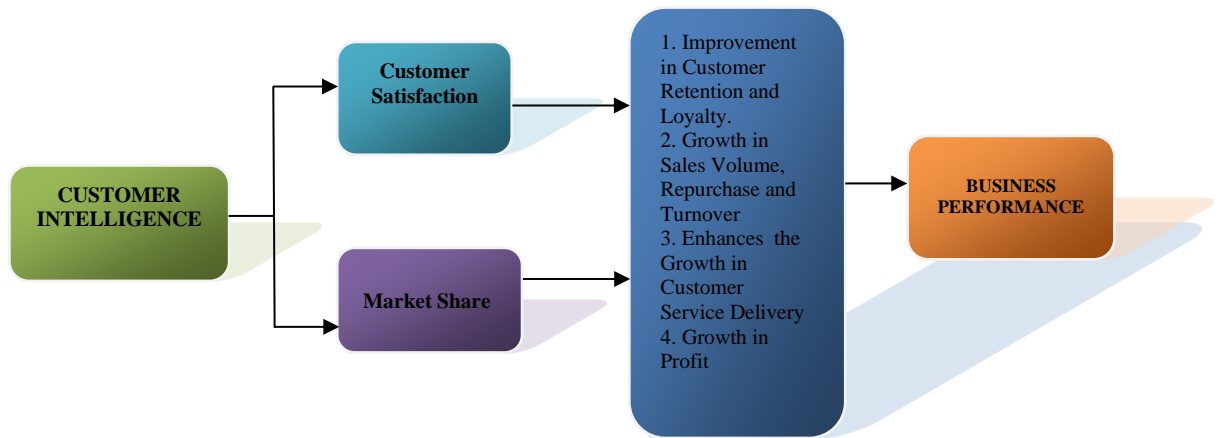 CUSTOMER
INTELLIGENCE
Customer
Satisfaction
Market Share
1. Improvement
in Customer
Retention and
Loyalty.
2. Growth in
Sales Volume,
Repurchase and
Turnover
3. Enhances the
Growth in
Customer
Service Delivery
4. Growth in
Profit
BUSINESS
PERFORMANCE